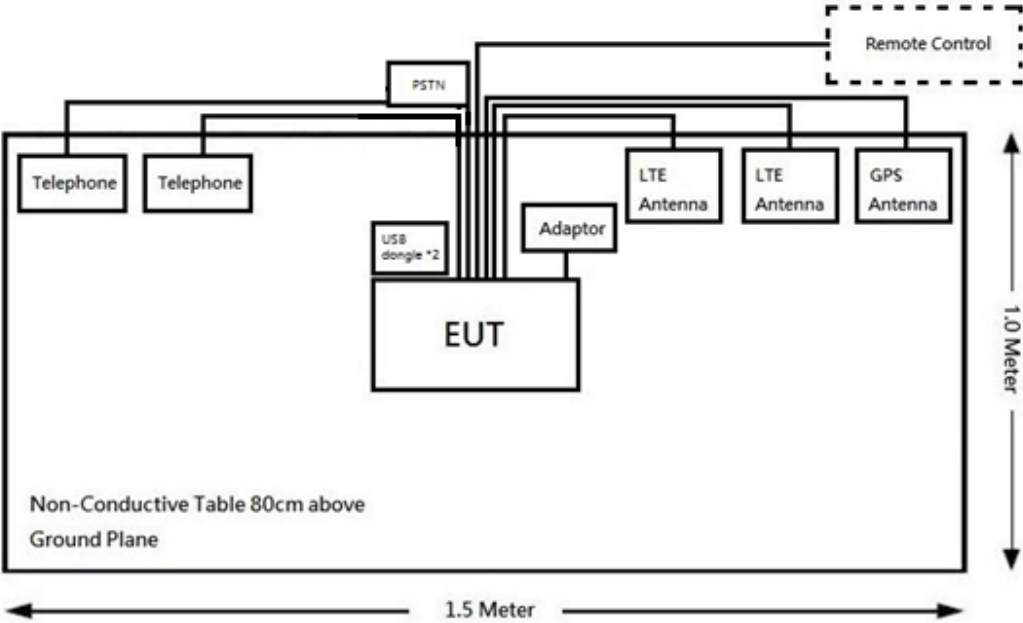 Remote Control
PSTN
Telephone
Telephone
LTE
Antenna
LTE
Antenna
GPS
Antenna
Adaptor
USB
dongle *2
EUT
1.0 Meter
Non-Conductive Table 80cm above
Ground Plane
1.5 Meter